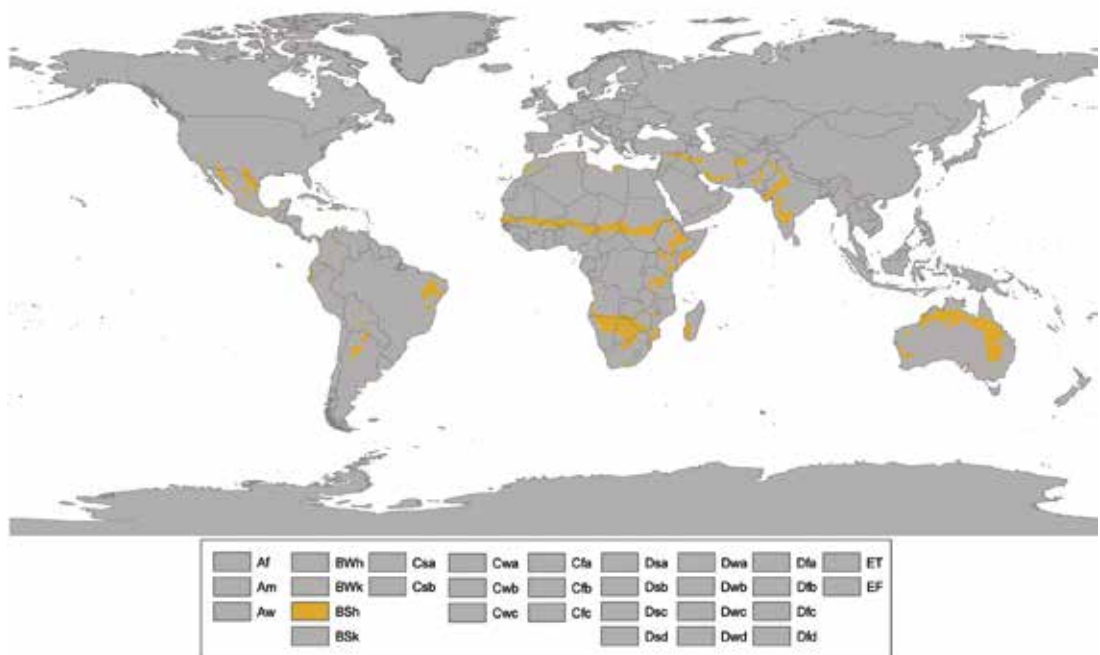 Af BWh Csa Cwa Cfa Dsa Dwa Dfa ET
Am BWk Csb Cwb Cfb Dsb Dwb Dfb EF
Aw BSh Cwc Cfc Dsc Dwc Dfc
BSk Dsd Dwd Dfd